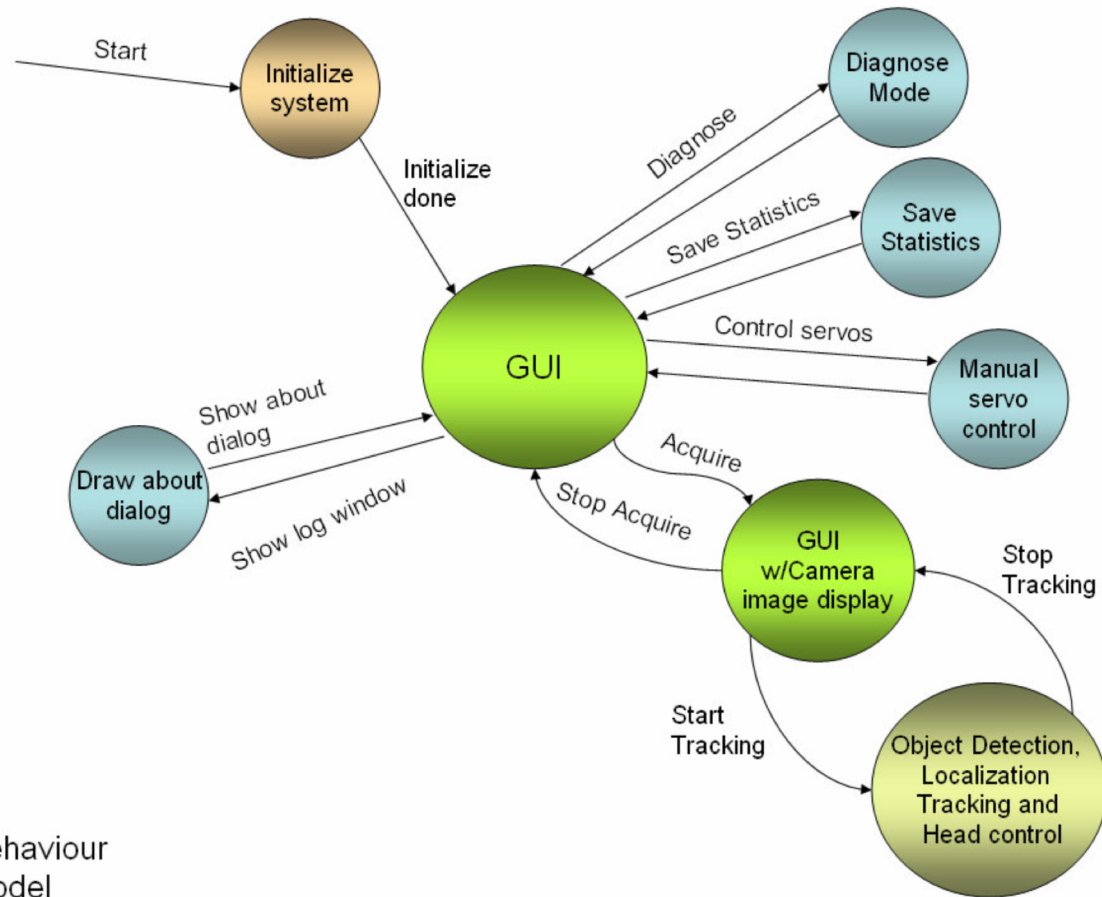 Start
Initialize
system
Initialize
done
Diagnose
Diagnose
Mode
Save Statistics
Save
Statistics
Control servos
Manual
servo
control
GUI
Show about
dialog
Draw about
dialog
Show log window
Acquire
Stop Acquire
GUI
w/Camera
image display
Stop
Tracking
Start
Tracking
Object Detection,
Localization
Tracking and
Head control
ehaviour
odel